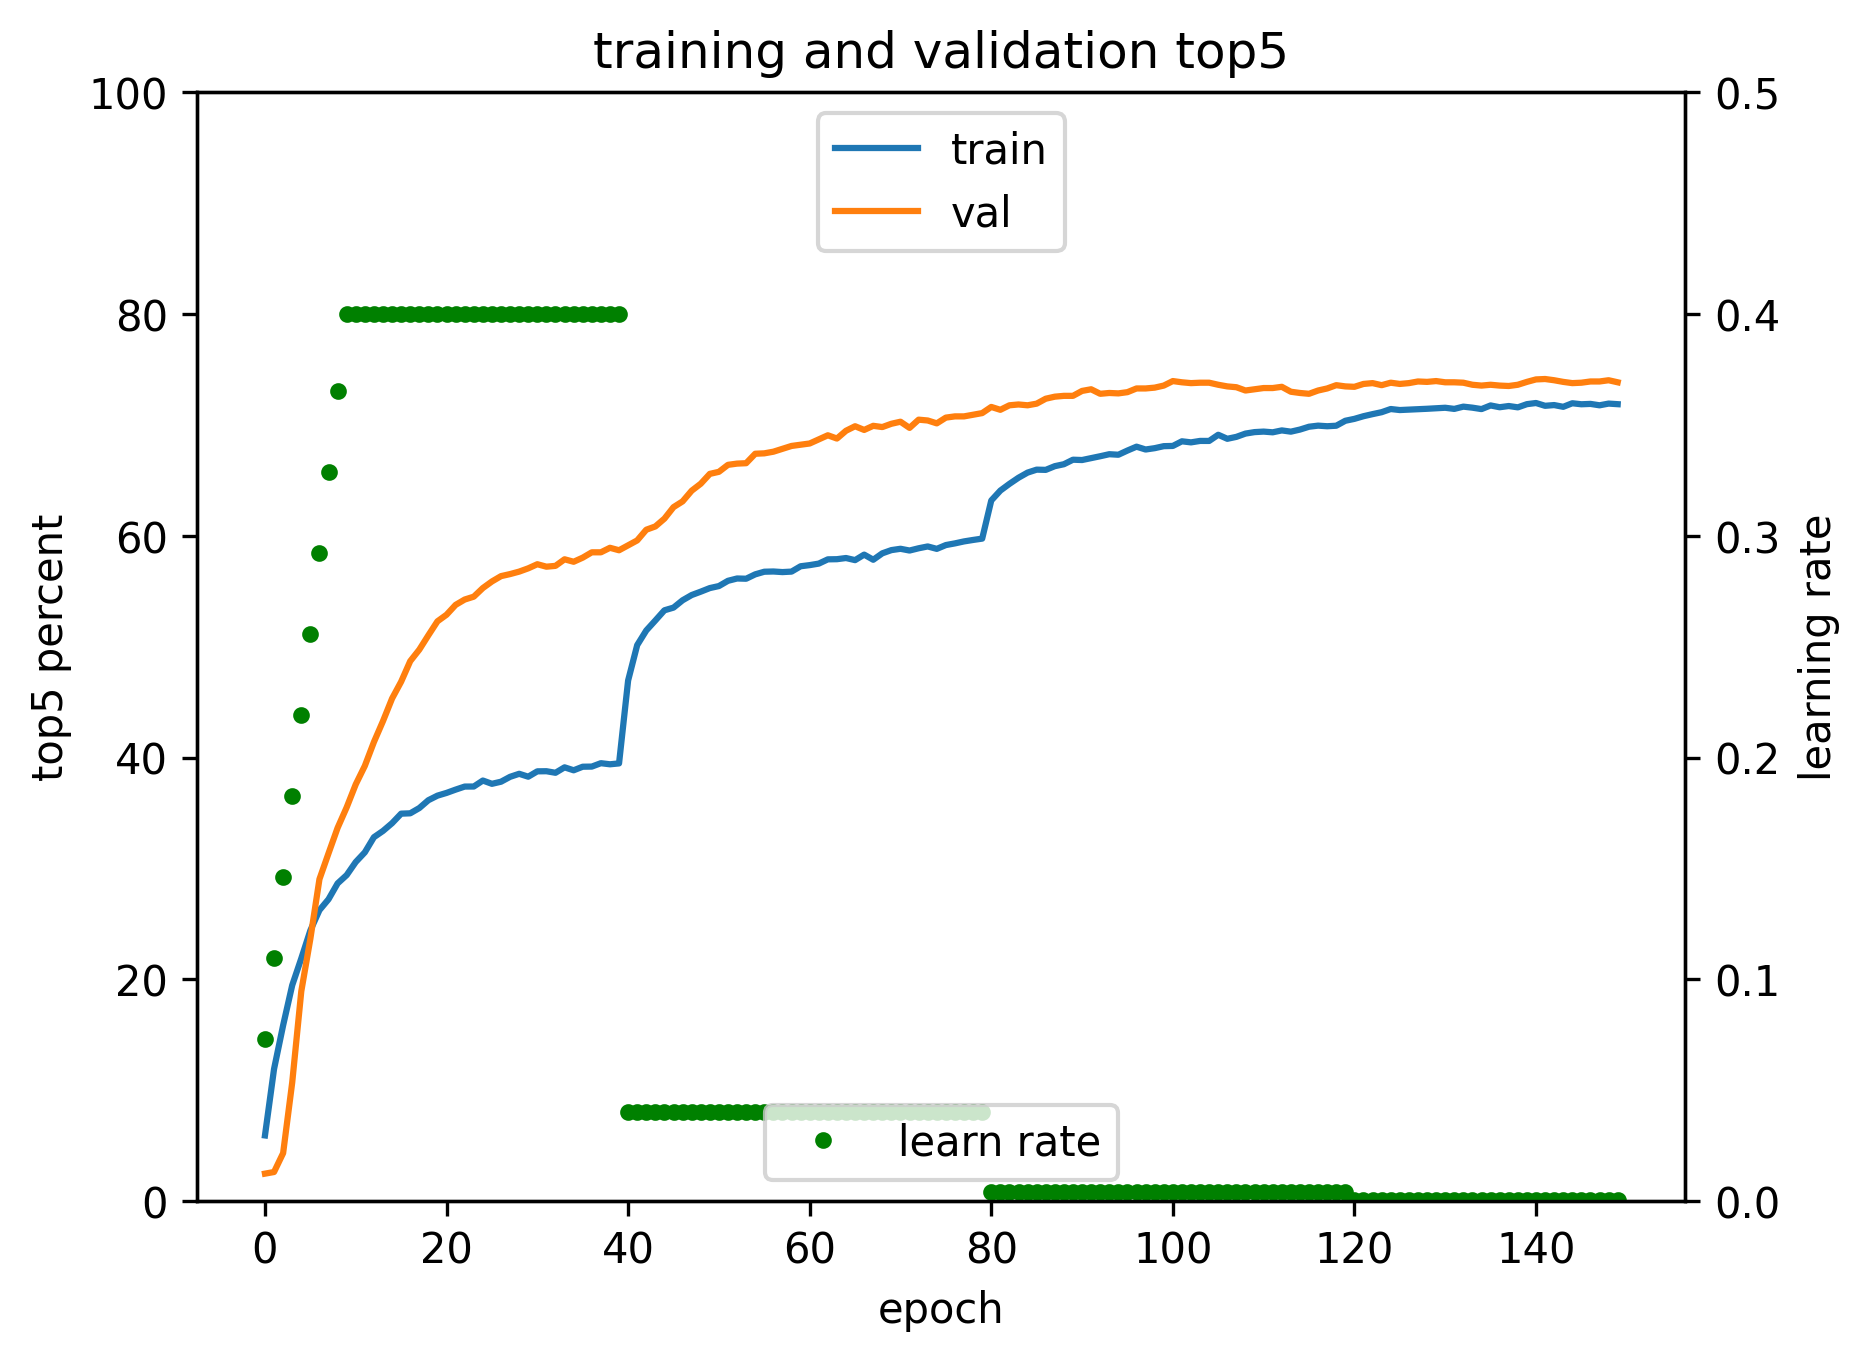 training and validation top5
train
val
learn rate
top5 percent
100
80
60
40
20
0
learning rate
0.5
0.4
0.3
0.2
0.1
0.0
0 20 40 60 80 100 120 140
epoch